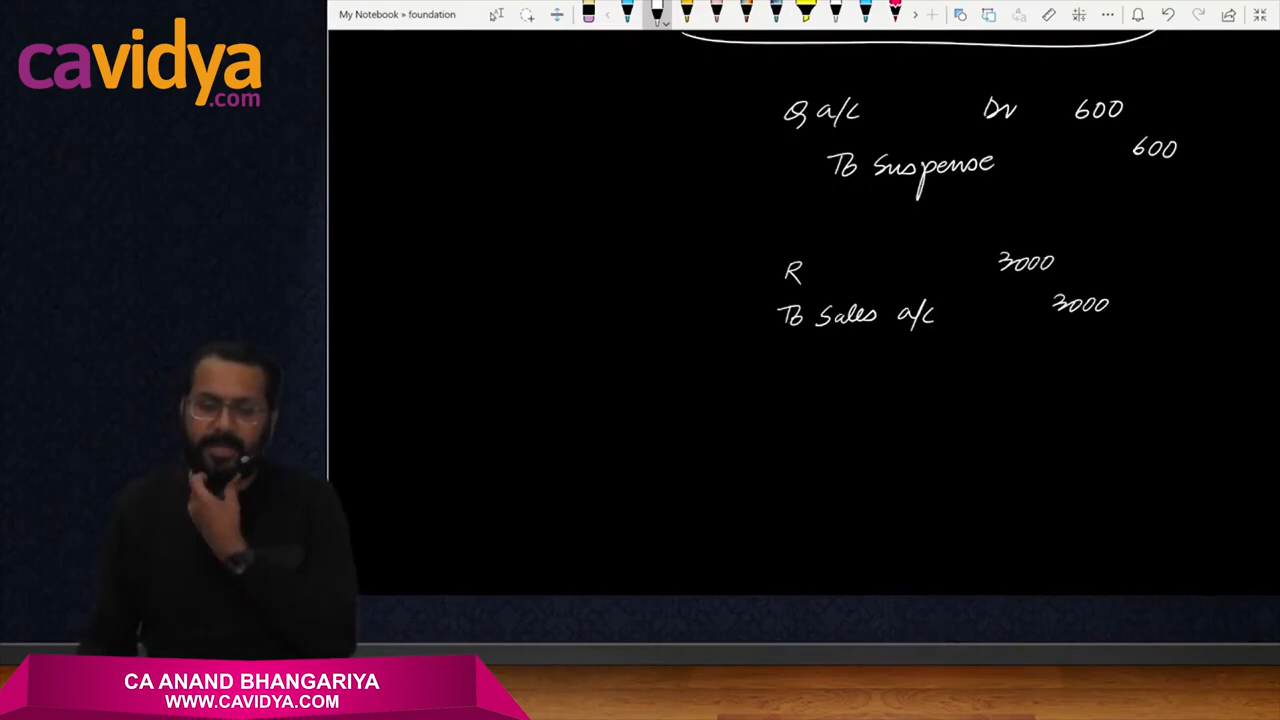 cavidya
.com
My Notebook » foundation
Q a/c Dr 600
To Suspense 600
R 3000
To Sales a/c 3000
CA ANAND BHANGARIYA
WWW.CAVIDYA.COM